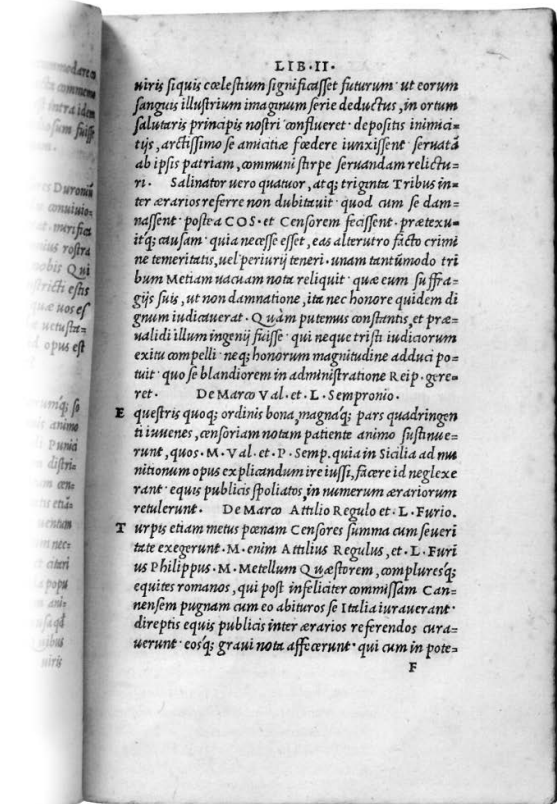 LIB·II·
uiris siquis cœlestium significasset futurum· ut eorum
sanguis illustrium imaginum serie deductus, in ortum
salutaris principis nostri conflueret· depositis inimici=
tijs, arctissimo se amicitiæ fœdere iunxissent· seruatā
ab ipsis patriam, communi stirpe seruandam relictu=
ri· Salinator uero quatuor, atq; triginta Tribus in=
ter ærarios referre non dubitauit· quod cum se dam=
nassent· postea COS· et Censorem fecissent· prætexu=
itq; causam· quia necesse esset, eas alterutro facto crimi
ne temeritatis, uel periurij teneri· unam tantūmodo tri
bum Metiam uacuam nota reliquit· quæ eum suffra=
gijs suis, ut non damnatione, ita nec honore quidem di
gnum iudicauerat· Quàm putemus constantis, et præ=
ualidi illum ingenij fuisse· qui neque tristi iudiciorum
exitu compelli neq; honorum magnitudine adduci po=
tuit· quo se blandiorem in administratione Reip· gere=
ret· De Marco Val· et· L· Sempronio·
E questris quoq; ordinis bona, magnaq; pars quadringen
ti iuuenes, censoriam notam patiente animo sustinue=
runt, quos· M· Val· et· P· Semp· quia in Sicilia ad mu
nitionum opus explicandum ire iussi, facere id neglexe
rant· equis publicis spoliatos, in numerum ærariorum
retulerunt· De Marco Attilio Regulo et· L· Furio.
T urpis etiam metus pœnam Censores summa cum seueri
tate exegerunt· M· enim Attilius Regulus, et· L· Furi
us Philippus· M· Metellum Quæstorem, compluresq;
equites romanos, qui post infeliciter commissam Can=
nensem pugnam cum eo abituros se Italia iurauerant·
direptis equis publicis inter ærarios referendos cura=
uerunt· eosq; graui nota affecerunt· qui cum in pote=
F